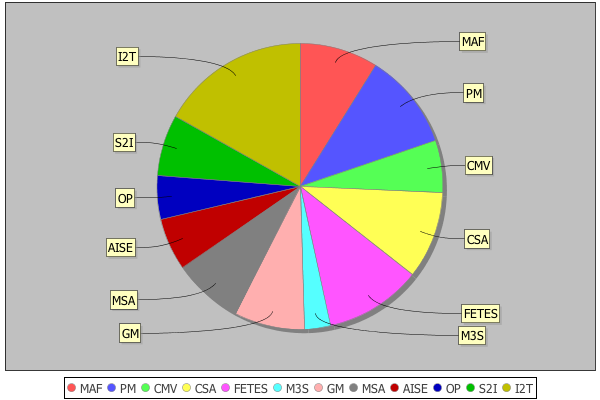 MAF
I2T
PM
S2I
CMV
OP
CSA
AISE
MSA
FETES
GM
M3S
MAF PM CMV CSA FETES M3S GM MSA AISE OP S2I I2T